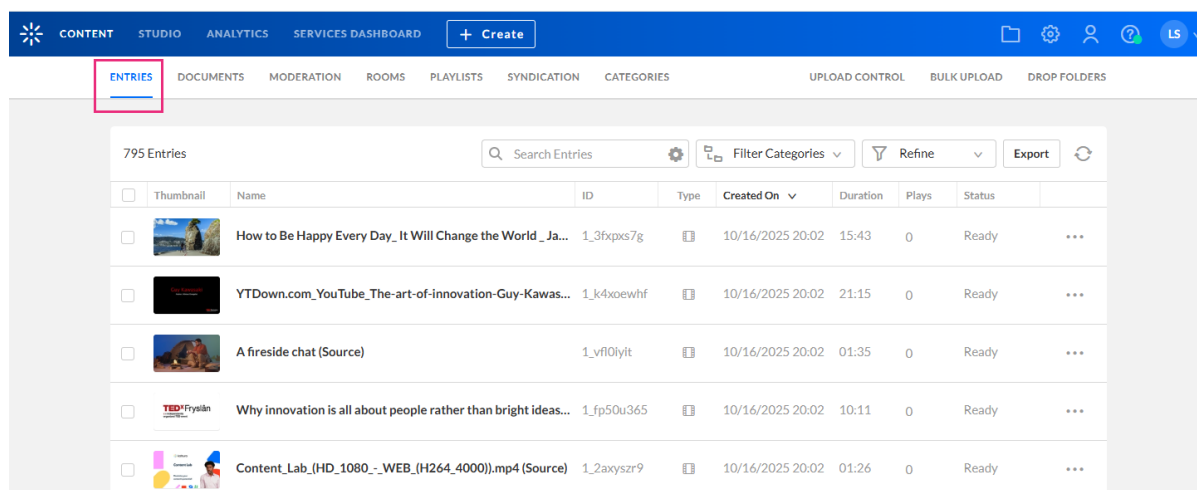 CONTENT STUDIO ANALYTICS SERVICES DASHBOARD + Create LS
ENTRIES DOCUMENTS MODERATION ROOMS PLAYLISTS SYNDICATION CATEGORIES UPLOAD CONTROL BULK UPLOAD DROP FOLDERS
795 Entries Search Entries Filter Categories Refine Export
Thumbnail Name ID Type Created On Duration Plays Status
How to Be Happy Every Day_ It Will Change the World _ Ja... 1_3fxpxs7g 10/16/2025 20:02 15:43 0 Ready
YTDown.com_YouTube_The-art-of-innovation-Guy-Kawas... 1_k4xoewhf 10/16/2025 20:02 21:15 0 Ready
A fireside chat (Source) 1_vfl0iyit 10/16/2025 20:02 01:35 0 Ready
TEDxFryslân Why innovation is all about people rather than bright ideas... 1_fp50u365 10/16/2025 20:02 10:11 0 Ready
Content Lab Content_Lab_(HD_1080_-_WEB_(H264_4000)).mp4 (Source) 1_2axyszr9 10/16/2025 20:02 01:26 0 Ready